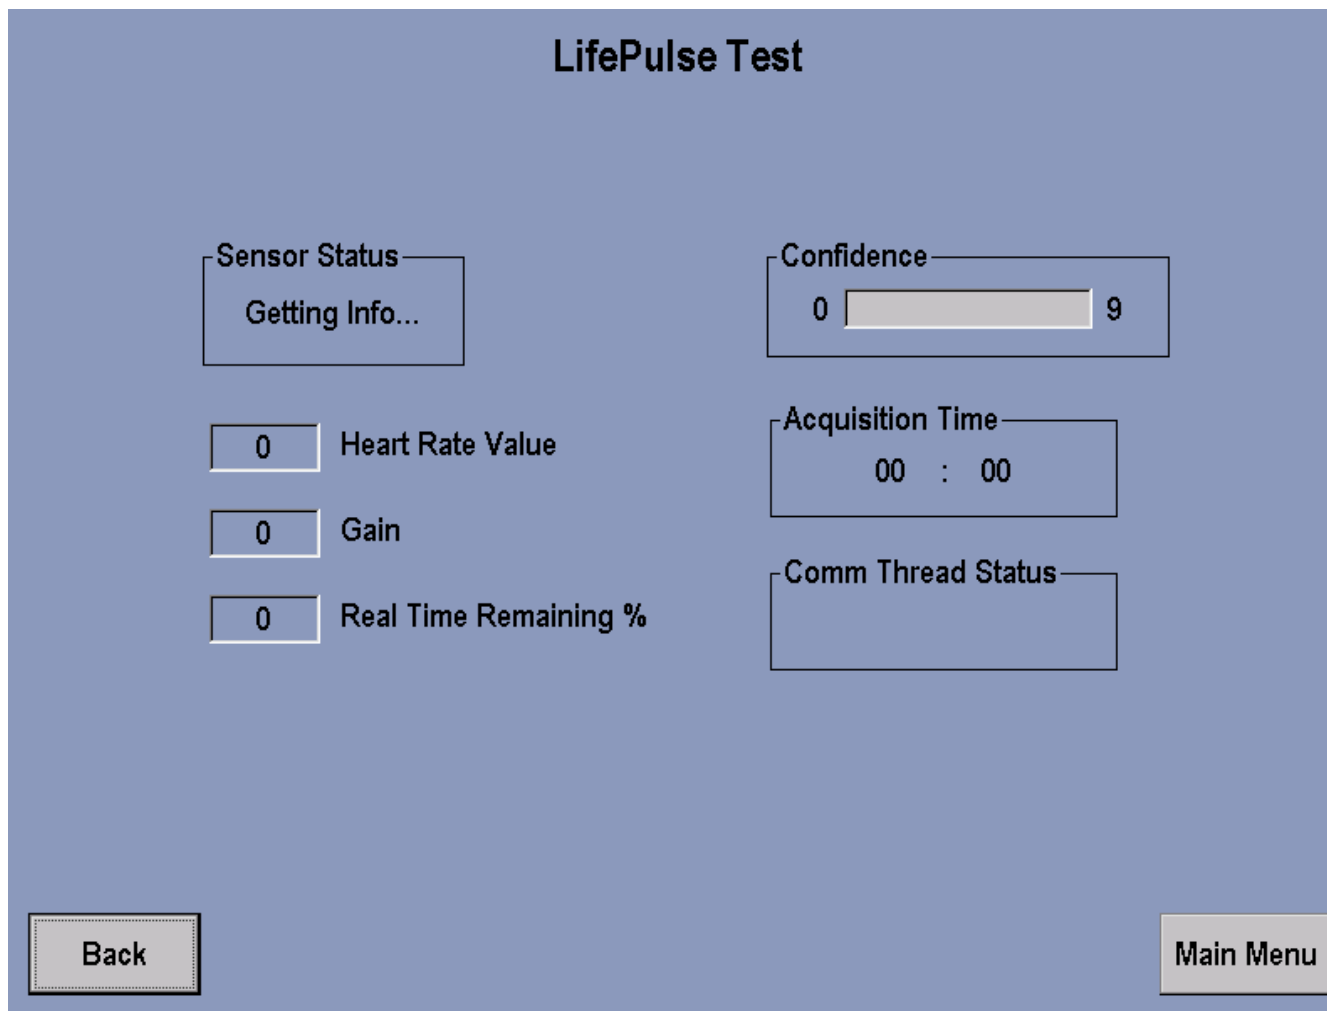 LifePulse Test
Sensor Status
Getting Info...
Confidence
0 9
0 Heart Rate Value
0 Gain
0 Real Time Remaining %
Acquisition Time
00 : 00
Comm Thread Status
Back
Main Menu